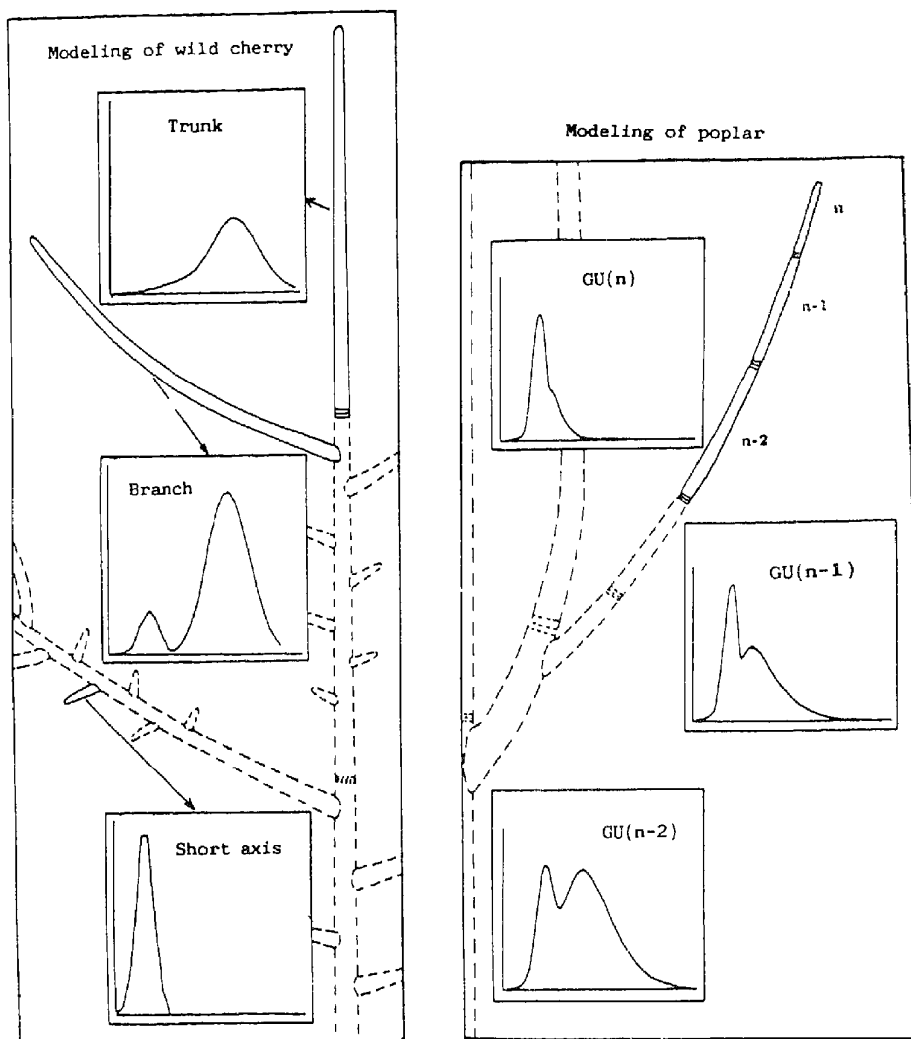 Modeling of wild cherry
Trunk
Branch
Short axis
Modeling of poplar
n
GU(n)
n-1
n-2
GU(n-1)
GU(n-2)